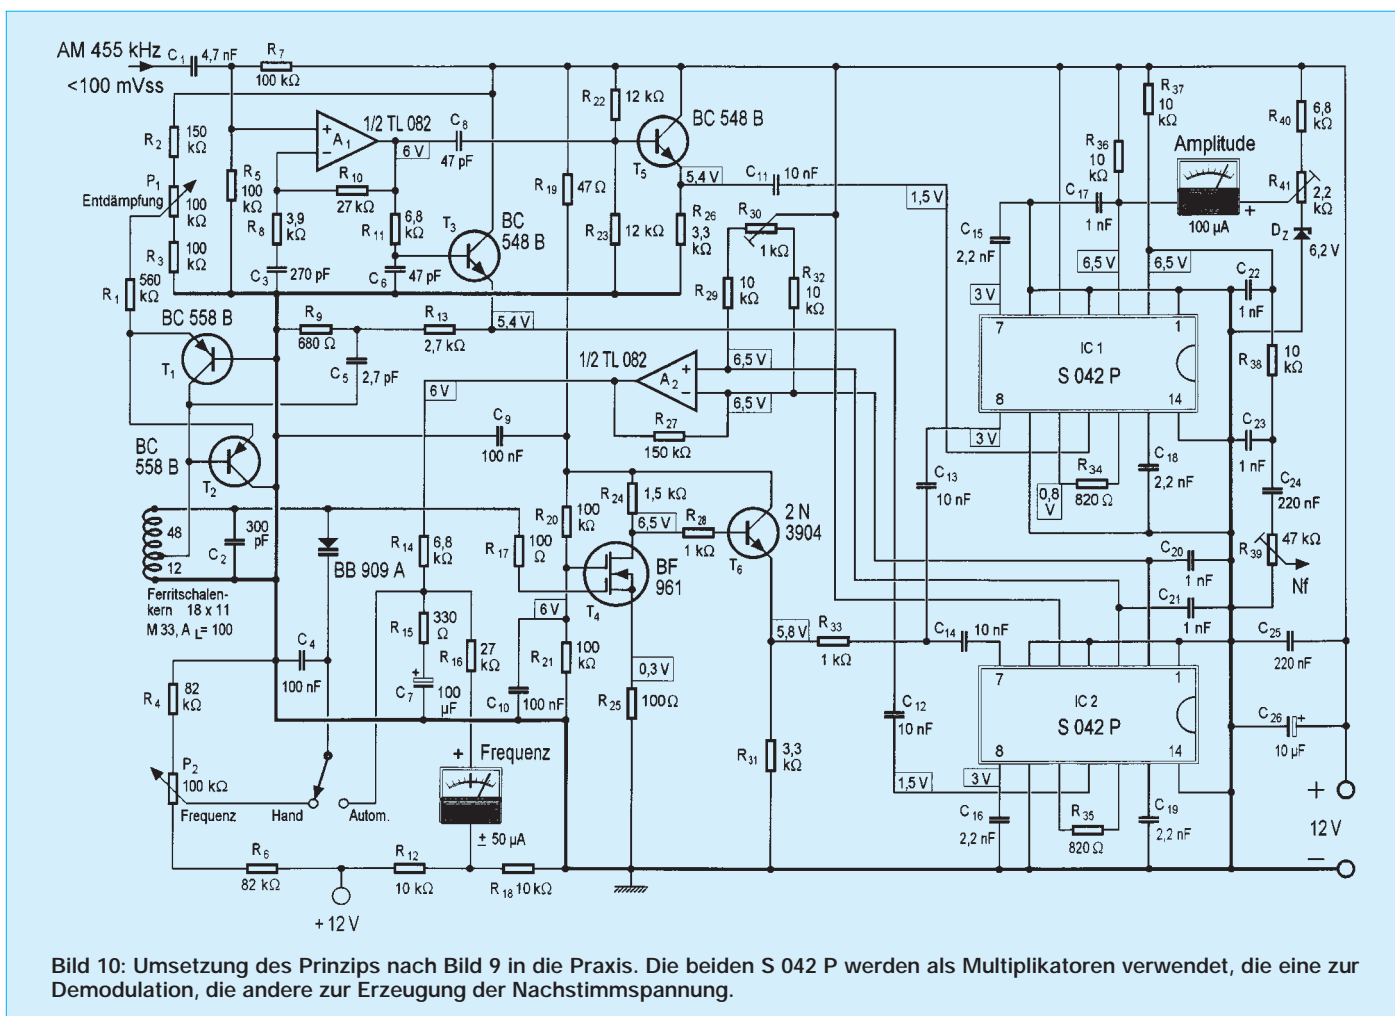 AM 455 kHz
<100 mVss
C1 4,7 nF
R7
100 kΩ
R2 150 kΩ
P1 100 kΩ
Entdämpfung
R3 100 kΩ
R1 560 kΩ
R5 100 kΩ
A1
+
−
1/2 TL 082
6 V
R10
27 kΩ
R8 3,9 kΩ
R11 6,8 kΩ
C3 270 pF
C6 47 pF
C8
47 pF
T3
BC 548 B
R19 47 Ω
R22 12 kΩ
R23 12 kΩ
BC 548 B
T5
5,4 V
R26 3,3 kΩ
C11 10 nF
R30
1 kΩ
R29 10 kΩ
R32 10 kΩ
1,5 V
C15
2,2 nF
3 V
C17
1 nF
R36 10 kΩ
R37 10 kΩ
6,5 V
6,5 V
Amplitude
+
100 µA
R40 6,8 kΩ
R41 2,2 kΩ
DZ
6,2 V
C22
1 nF
7 1
IC 1
S 042 P
8 14
R38 10 kΩ
C23
1 nF
C24
220 nF
R39 47 kΩ
Nf
3 V
C13
10 nF
0,8 V
R34
820 Ω
C18
2,2 nF
BC 558 B
T1
R9
680 Ω
R13
2,7 kΩ
5,4 V
C5
2,7 pF
BC 558 B
T2
1/2 TL 082
A2
+
−
6 V
6,5 V
6,5 V
R27
150 kΩ
C9
100 nF
48
12
C2 300 pF
BB 909 A
Ferritschalen-
kern 18 x 11
M 33, AL= 100
R14 6,8 kΩ
R17 100 Ω
R20 100 kΩ
R24 1,5 kΩ
6,5 V
R28
1 kΩ
2 N 3904
T6
BF 961
T4
6 V
R15 330 Ω
R16 27 kΩ
C7 + 100 µF
C10 100 nF
R21 100 kΩ
0,3 V
R25 100 Ω
5,8 V
R33
1 kΩ
C14 10 nF
R31 3,3 kΩ
C12
10 nF
1,5 V
3 V
C16
2,2 nF
C20
1 nF
C21
1 nF
7 1
IC 2
S 042 P
8 14
R35
820 Ω
C19
2,2 nF
C25
220 nF
C26 +
10 µF
+
12 V
−
C4
100 nF
R4 82 kΩ
P2
100 kΩ
Frequenz
Hand
Autom.
+ Frequenz
± 50 µA
R6
82 kΩ
+ 12 V
R12
10 kΩ
R18 10 kΩ
Bild 10: Umsetzung des Prinzips nach Bild 9 in die Praxis. Die beiden S 042 P werden als Multiplikatoren verwendet, die eine zur
Demodulation, die andere zur Erzeugung der Nachstimmspannung.